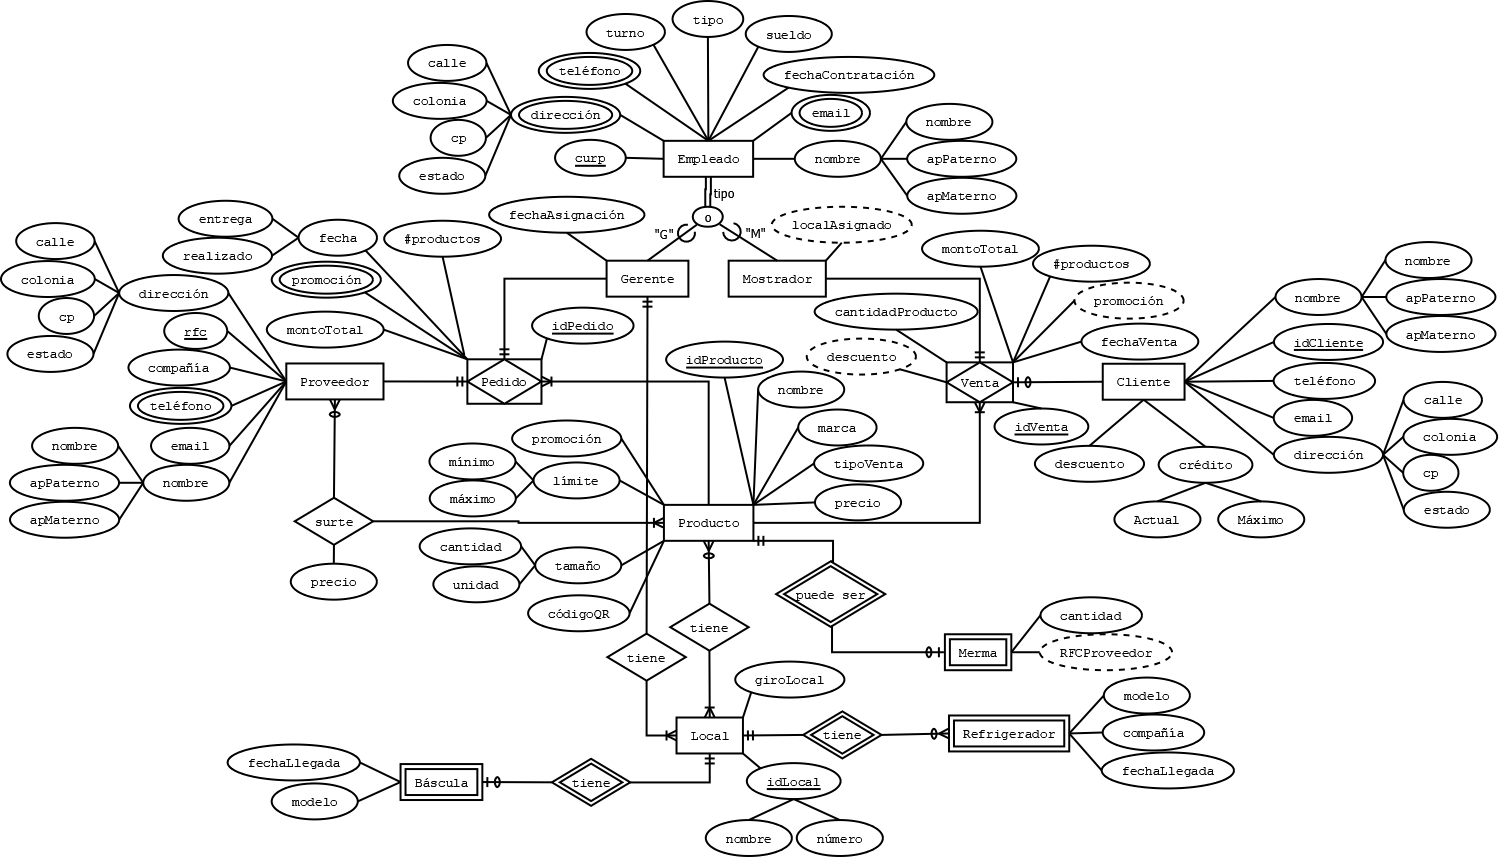 tipo
turno
sueldo
calle
teléfono
fechaContratación
colonia
dirección
email
cp
nombre
curp
Empleado
nombre
apPaterno
estado
apMaterno
tipo
entrega
fechaAsignación
o
localAsignado
"G"
"M"
calle
fecha
#productos
montoTotal
realizado
#productos
nombre
colonia
promoción
Gerente
Mostrador
dirección
promoción
nombre
apPaterno
cp
cantidadProducto
rfc
montoTotal
idPedido
apMaterno
estado
fechaVenta
idCliente
descuento
compañía
idProducto
Proveedor
Pedido
Venta
Cliente
teléfono
nombre
teléfono
calle
email
marca
idVenta
nombre
email
promoción
colonia
dirección
mínimo
tipoVenta
descuento
crédito
cp
apPaterno
nombre
límite
máximo
precio
estado
apMaterno
surte
Producto
Actual
Máximo
cantidad
tamaño
precio
unidad
puede ser
códigoQR
cantidad
tiene
tiene
Merma
RFCProveedor
giroLocal
modelo
Local
tiene
Refrigerador
compañía
fechaLlegada
fechaLlegada
Báscula
tiene
idLocal
modelo
nombre
número